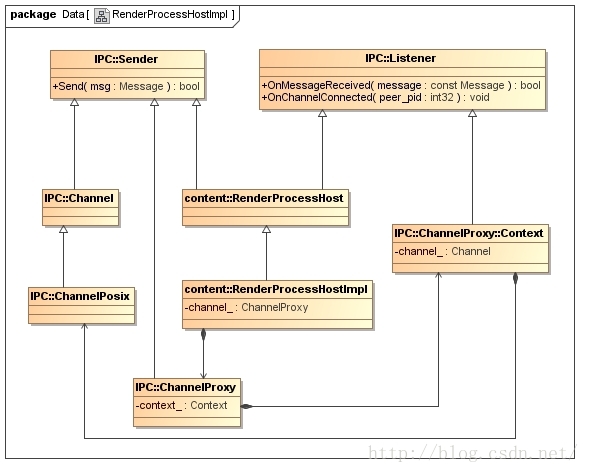 package Data[ RenderProcessHostImpl ]
IPC::Sender
+Send( msg : Message ) : bool
IPC::Listener
+OnMessageReceived( message : const Message ) : bool
+OnChannelConnected( peer_pid : int32 ) : void
IPC::Channel
content::RenderProcessHost
IPC::ChannelProxy::Context
-channel_ : Channel
IPC::ChannelPosix
content::RenderProcessHostImpl
-channel_ : ChannelProxy
IPC::ChannelProxy
-context_ : Context
http://blog.csdn.net/